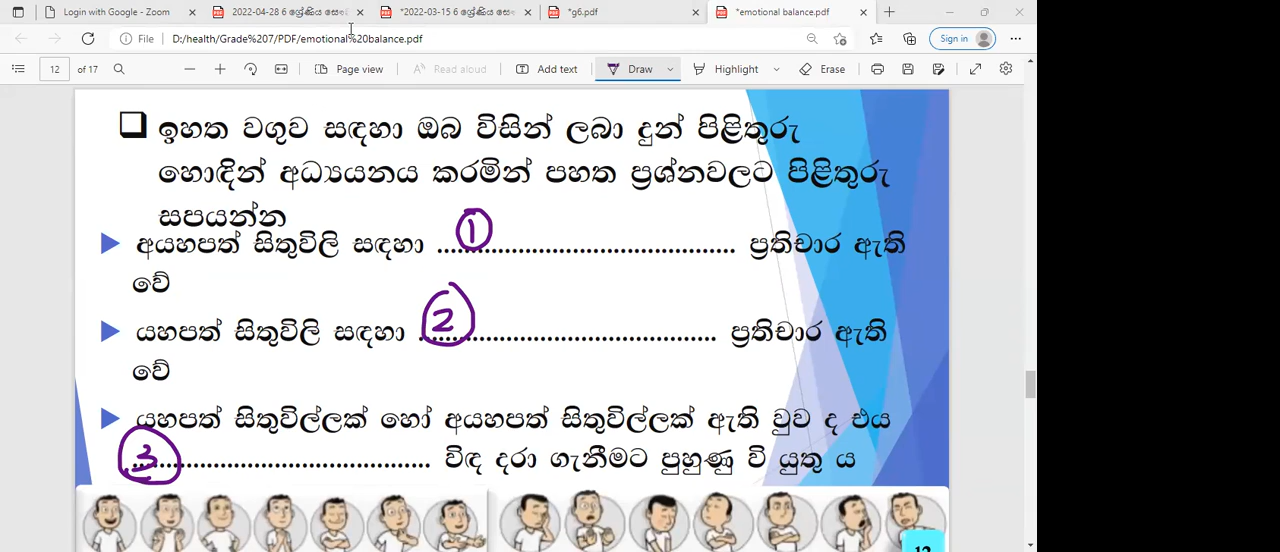 Login with Google - Zoom
2022-04-28 6 ශ්‍රේණිය සෞ
*2022-03-15 6 ශ්‍රේණිය සෞ
*g6.pdf
*emotional balance.pdf
File D:/health/Grade%207/PDF/emotional%20balance.pdf
Sign in
12 of 17
Page view
Read aloud
Add text
Draw
Highlight
Erase
ඉහත වගුව සඳහා ඔබ විසින් ලබා දුන් පිළිතුරු
හොඳින් අධ්‍යයනය කරමින් පහත ප්‍රශ්නවලට පිළිතුරු
සපයන්න
අයහපත් සිතුවිලි සඳහා ....1.................................. ප්‍රතිචාර ඇති
වේ
යහපත් සිතුවිලි සඳහා ..2.................................... ප්‍රතිචාර ඇති
වේ
යහපත් සිතුවිල්ලක් හෝ අයහපත් සිතුවිල්ලක් ඇති වුව ද එය
..3..................................... විඳ දරා ගැනීමට පුහුණු වි යුතු ය
12